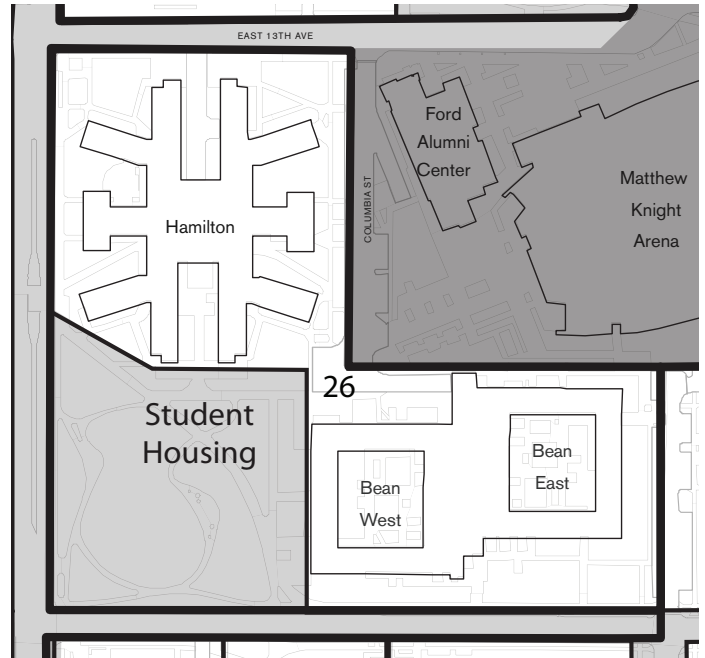 EAST 13TH AVE
Ford
Alumni
Center
Matthew
Knight
Arena
COLUMBIA ST
Hamilton
26
Student
Housing
Bean
East
Bean
West